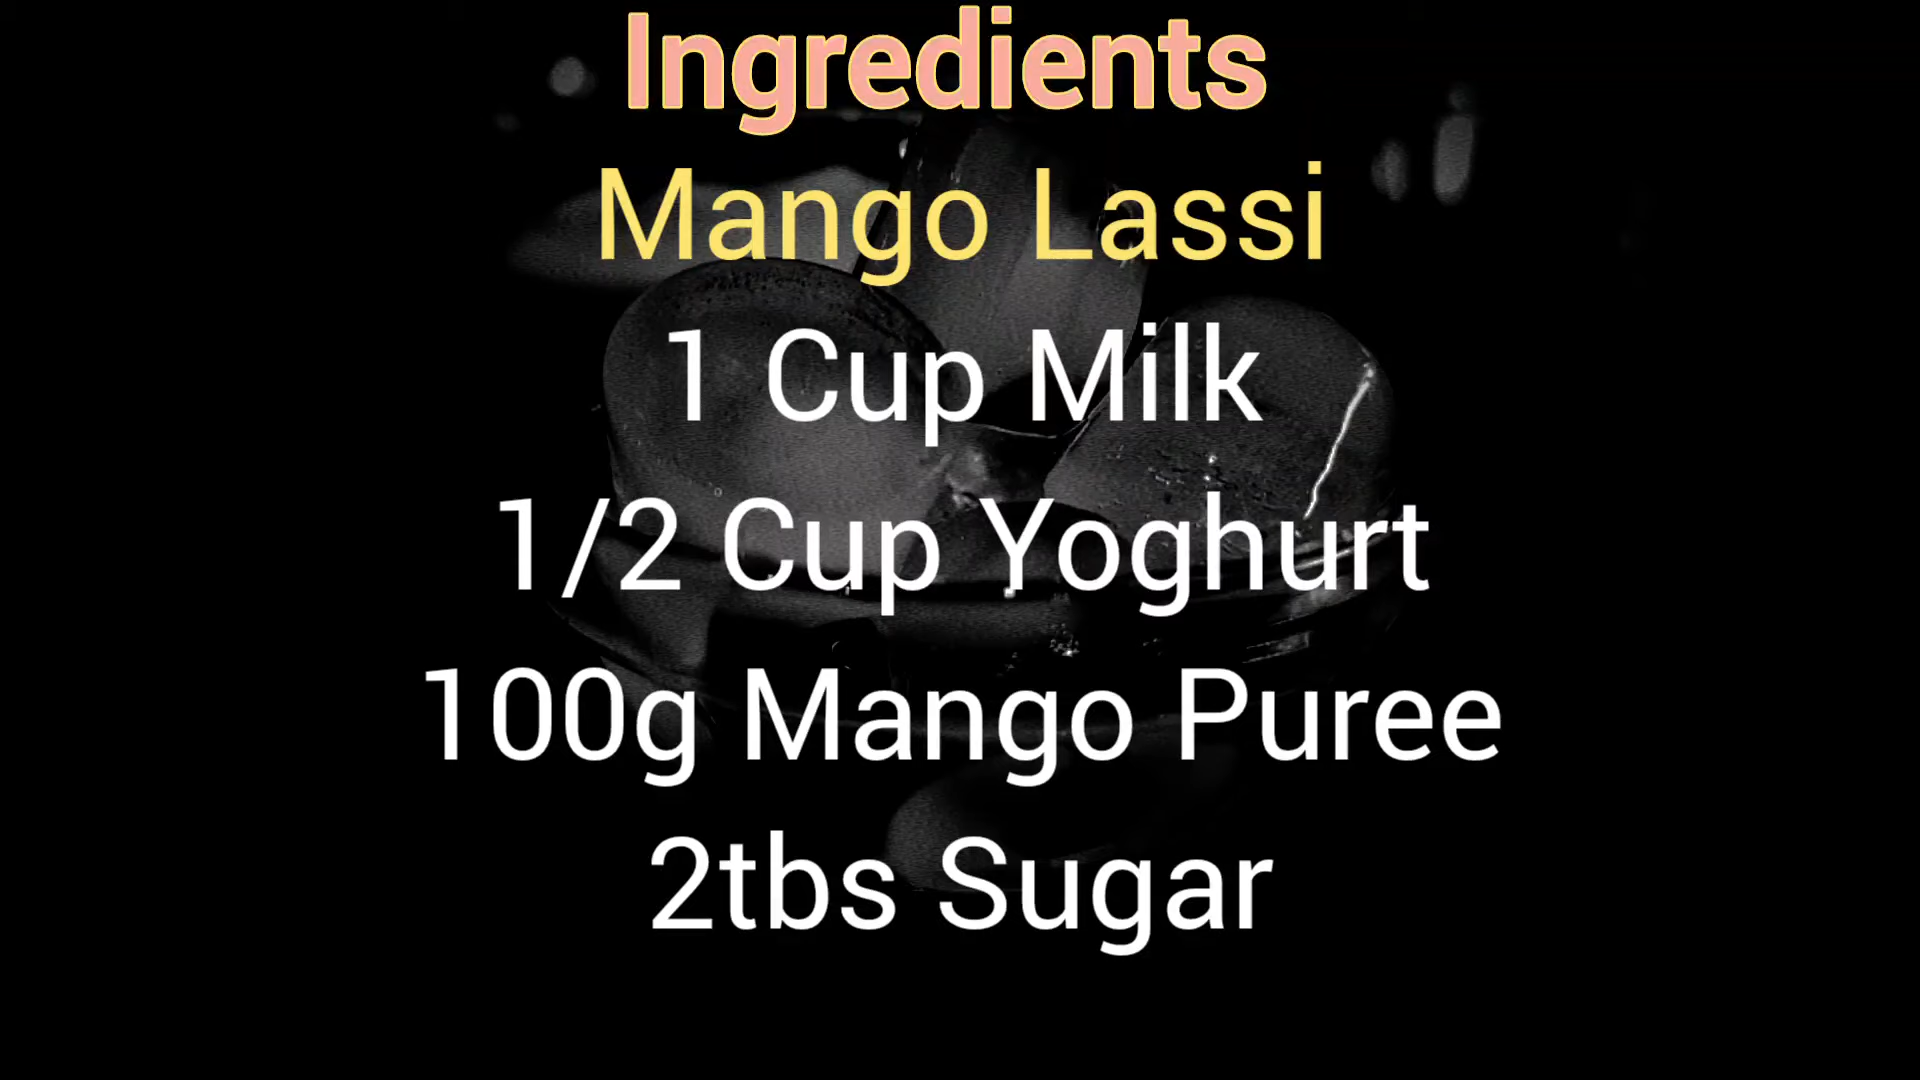 Ingredients
Mango Lassi
1 Cup Milk
1/2 Cup Yoghurt
100g Mango Puree
2tbs Sugar